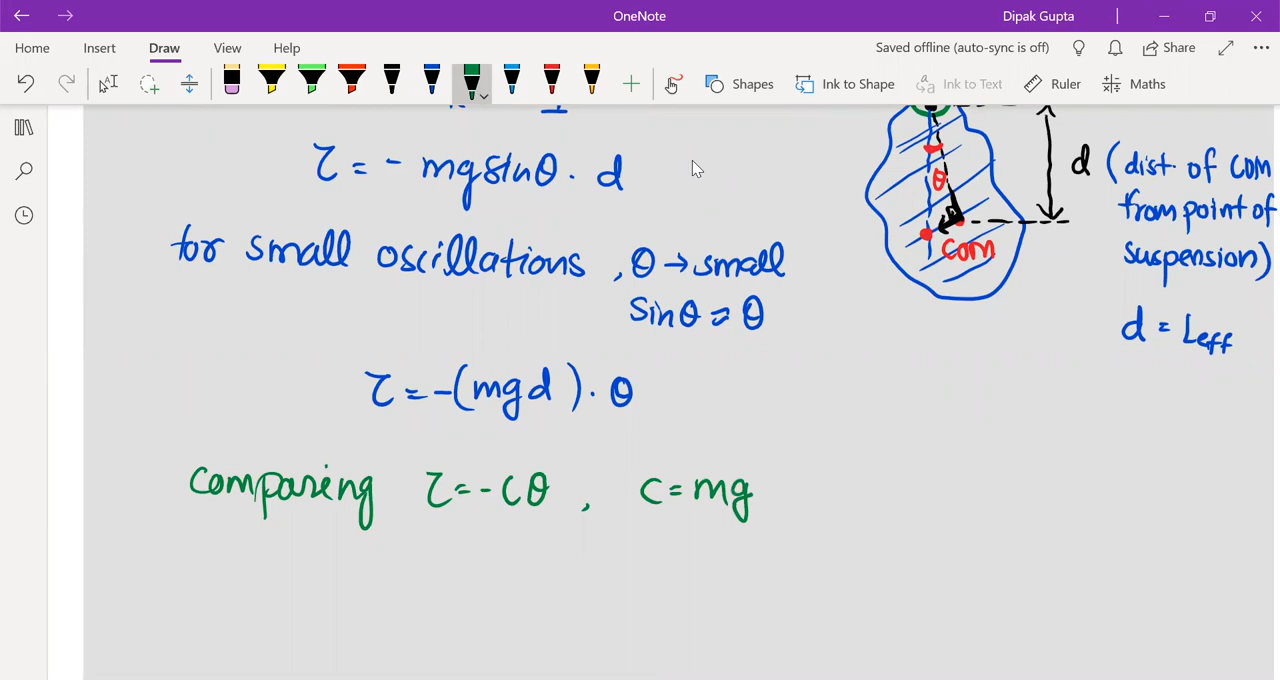 OneNote
Dipak Gupta
Home Insert Draw View Help
Saved offline (auto-sync is off)
Share
Shapes
Ink to Shape
Ink to Text
Ruler
Maths
τ = - mg sinθ . d
for small oscillations , θ → small
sinθ ≈ θ
τ = -(mgd) . θ
Comparing τ = -Cθ , C = mg
θ
COM
d (dist. of COM
from point of
suspension)
d = Leff